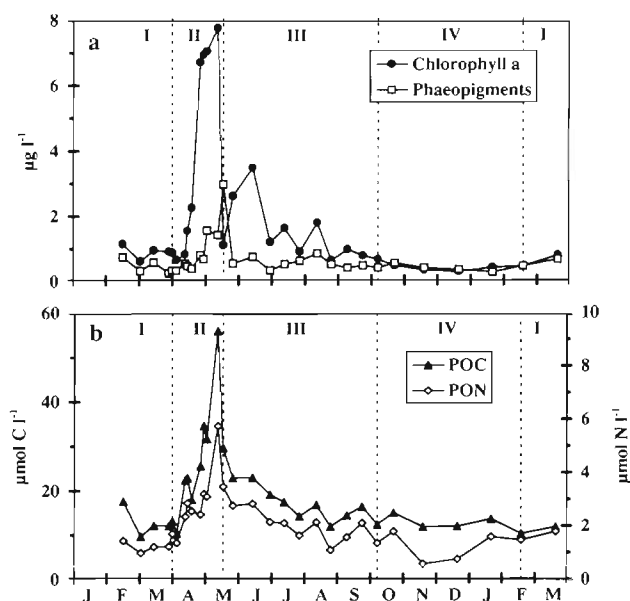 8
6
4
2
0
µg l⁻¹
a
I II III IV I
Chlorophyll a
Phaeopigments
60
40
20
0
µmol C l⁻¹
b
I II III IV I
POC
PON
10
8
6
4
2
0
µmol N l⁻¹
J F M A M J J A S O N D J F M